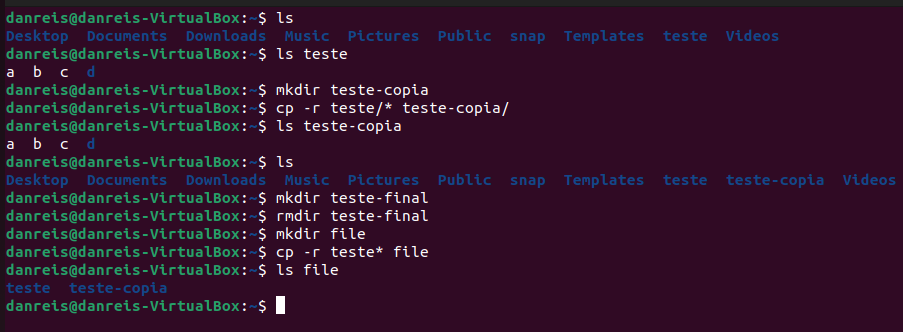 danreis@danreis-VirtualBox:~$ ls
Desktop  Documents  Downloads  Music  Pictures  Public  snap  Templates  teste  Videos
danreis@danreis-VirtualBox:~$ ls teste
a  b  c  d
danreis@danreis-VirtualBox:~$ mkdir teste-copia
danreis@danreis-VirtualBox:~$ cp -r teste/* teste-copia/
danreis@danreis-VirtualBox:~$ ls teste-copia
a  b  c  d
danreis@danreis-VirtualBox:~$ ls
Desktop  Documents  Downloads  Music  Pictures  Public  snap  Templates  teste  teste-copia  Videos
danreis@danreis-VirtualBox:~$ mkdir teste-final
danreis@danreis-VirtualBox:~$ rmdir teste-final
danreis@danreis-VirtualBox:~$ mkdir file
danreis@danreis-VirtualBox:~$ cp -r teste* file
danreis@danreis-VirtualBox:~$ ls file
teste  teste-copia
danreis@danreis-VirtualBox:~$